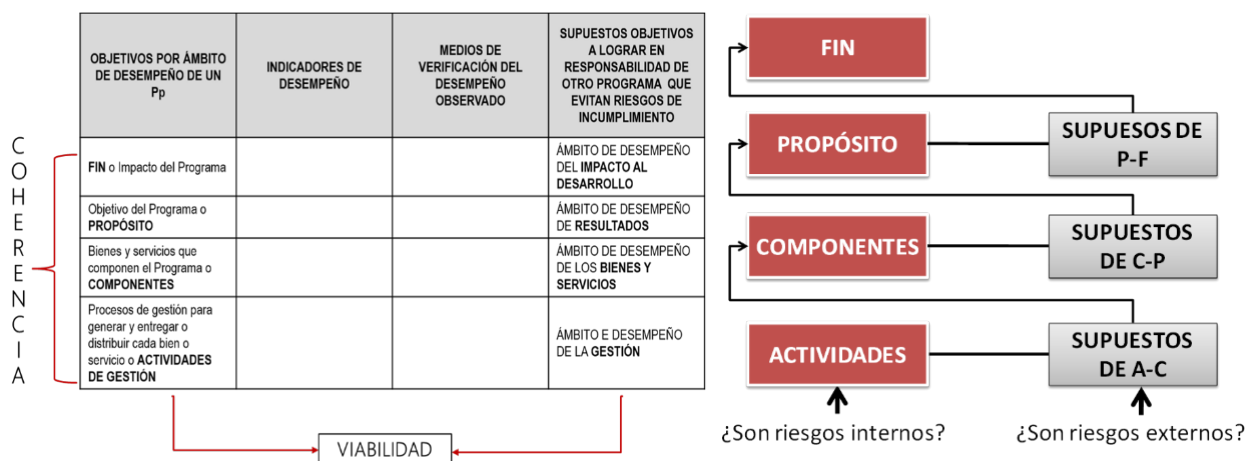 OBJETIVOS POR ÁMBITO
DE DESEMPEÑO DE UN
Pp
INDICADORES DE
DESEMPEÑO
MEDIOS DE
VERIFICACIÓN DEL
DESEMPEÑO
OBSERVADO
SUPUESTOS OBJETIVOS
A LOGRAR EN
RESPONSABILIDAD DE
OTRO PROGRAMA QUE
EVITAN RIESGOS DE
INCUMPLIMIENTO
COHERENCIA
FIN o Impacto del Programa
ÁMBITO DE DESEMPEÑO
DEL IMPACTO AL
DESARROLLO
Objetivo del Programa o
PROPÓSITO
ÁMBITO DE DESEMPEÑO
DE RESULTADOS
Bienes y servicios que
componen el Programa o
COMPONENTES
ÁMBITO DE DESEMPEÑO
DE LOS BIENES Y
SERVICIOS
Procesos de gestión para
generar y entregar o
distribuir cada bien o
servicio o ACTIVIDADES
DE GESTIÓN
ÁMBITO E DESEMPEÑO
DE LA GESTIÓN
VIABILIDAD
FIN
PROPÓSITO
SUPUESOS DE
P-F
COMPONENTES
SUPUESTOS
DE C-P
ACTIVIDADES
SUPUESTOS
DE A-C
¿Son riesgos internos?
¿Son riesgos externos?